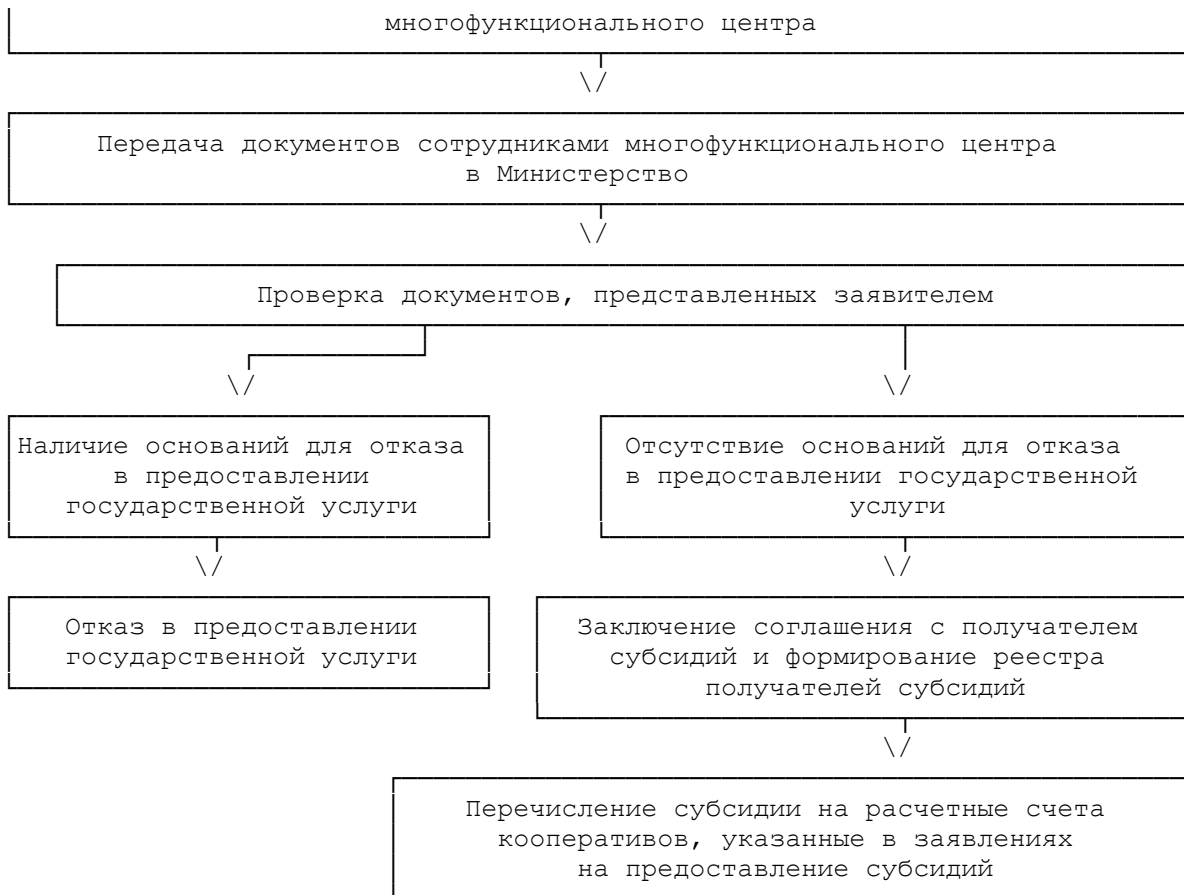 многофункционального центра
\/
Передача документов сотрудниками многофункционального центра
в Министерство
\/
Проверка документов, представленных заявителем
\/
\/
Наличие оснований для отказа
в предоставлении
государственной услуги
Отсутствие оснований для отказа
в предоставлении государственной
услуги
\/
\/
Отказ в предоставлении
государственной услуги
Заключение соглашения с получателем
субсидий и формирование реестра
получателей субсидий
\/
Перечисление субсидии на расчетные счета
кооперативов, указанные в заявлениях
на предоставление субсидий